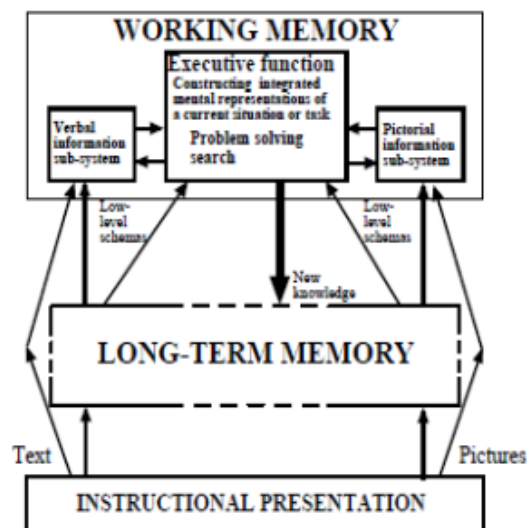 WORKING MEMORY
Executive function
Constructing integrated
mental representations of
a current situation or task
Problem solving
search
Verbal
information
sub-system
Pictorial
information
sub-system
Low-
level
schemas
Low-
level
schemas
New
knowledge
LONG-TERM MEMORY
Text
Pictures
INSTRUCTIONAL PRESENTATION